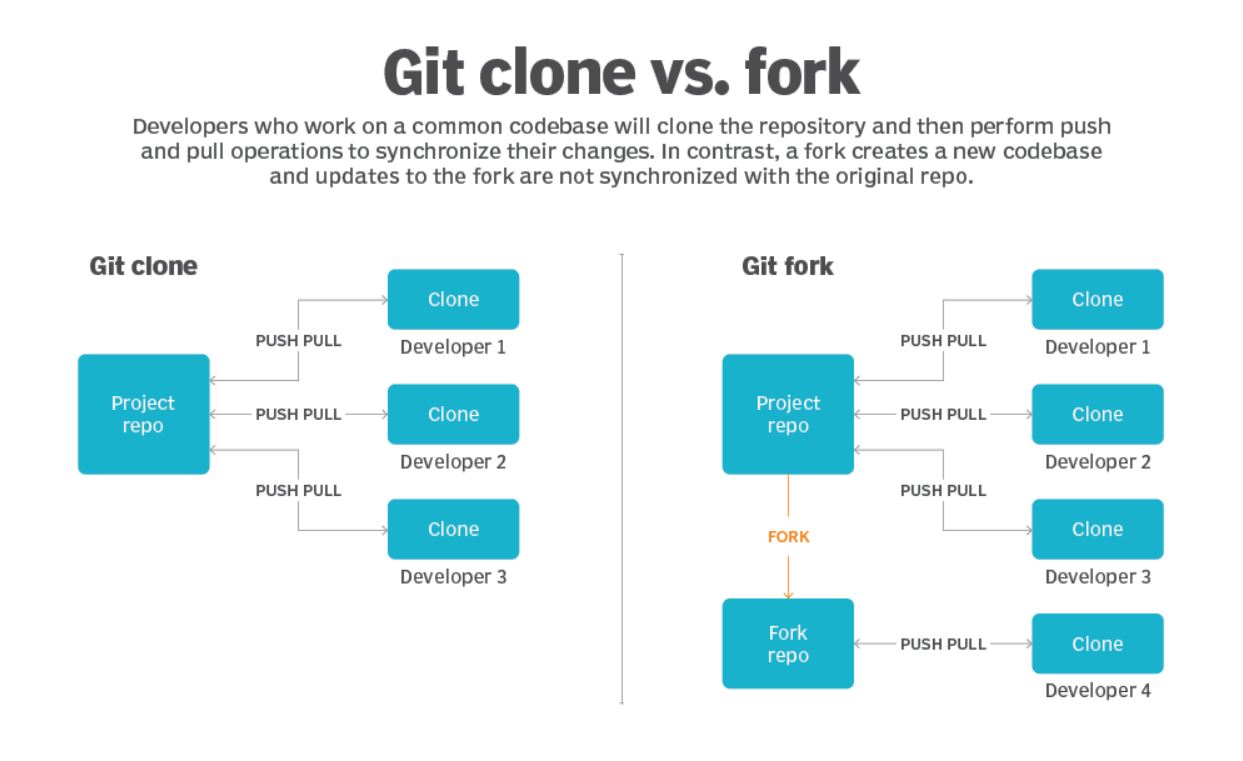 Git clone vs. fork
Developers who work on a common codebase will clone the repository and then perform push
and pull operations to synchronize their changes. In contrast, a fork creates a new codebase
and updates to the fork are not synchronized with the original repo.
Git clone
Clone
PUSH PULL
Developer 1
Project
repo
PUSH PULL
Clone
Developer 2
PUSH PULL
Clone
Developer 3
Git fork
Clone
PUSH PULL
Developer 1
Project
repo
PUSH PULL
Clone
Developer 2
PUSH PULL
Clone
FORK
Developer 3
Fork
repo
PUSH PULL
Clone
Developer 4